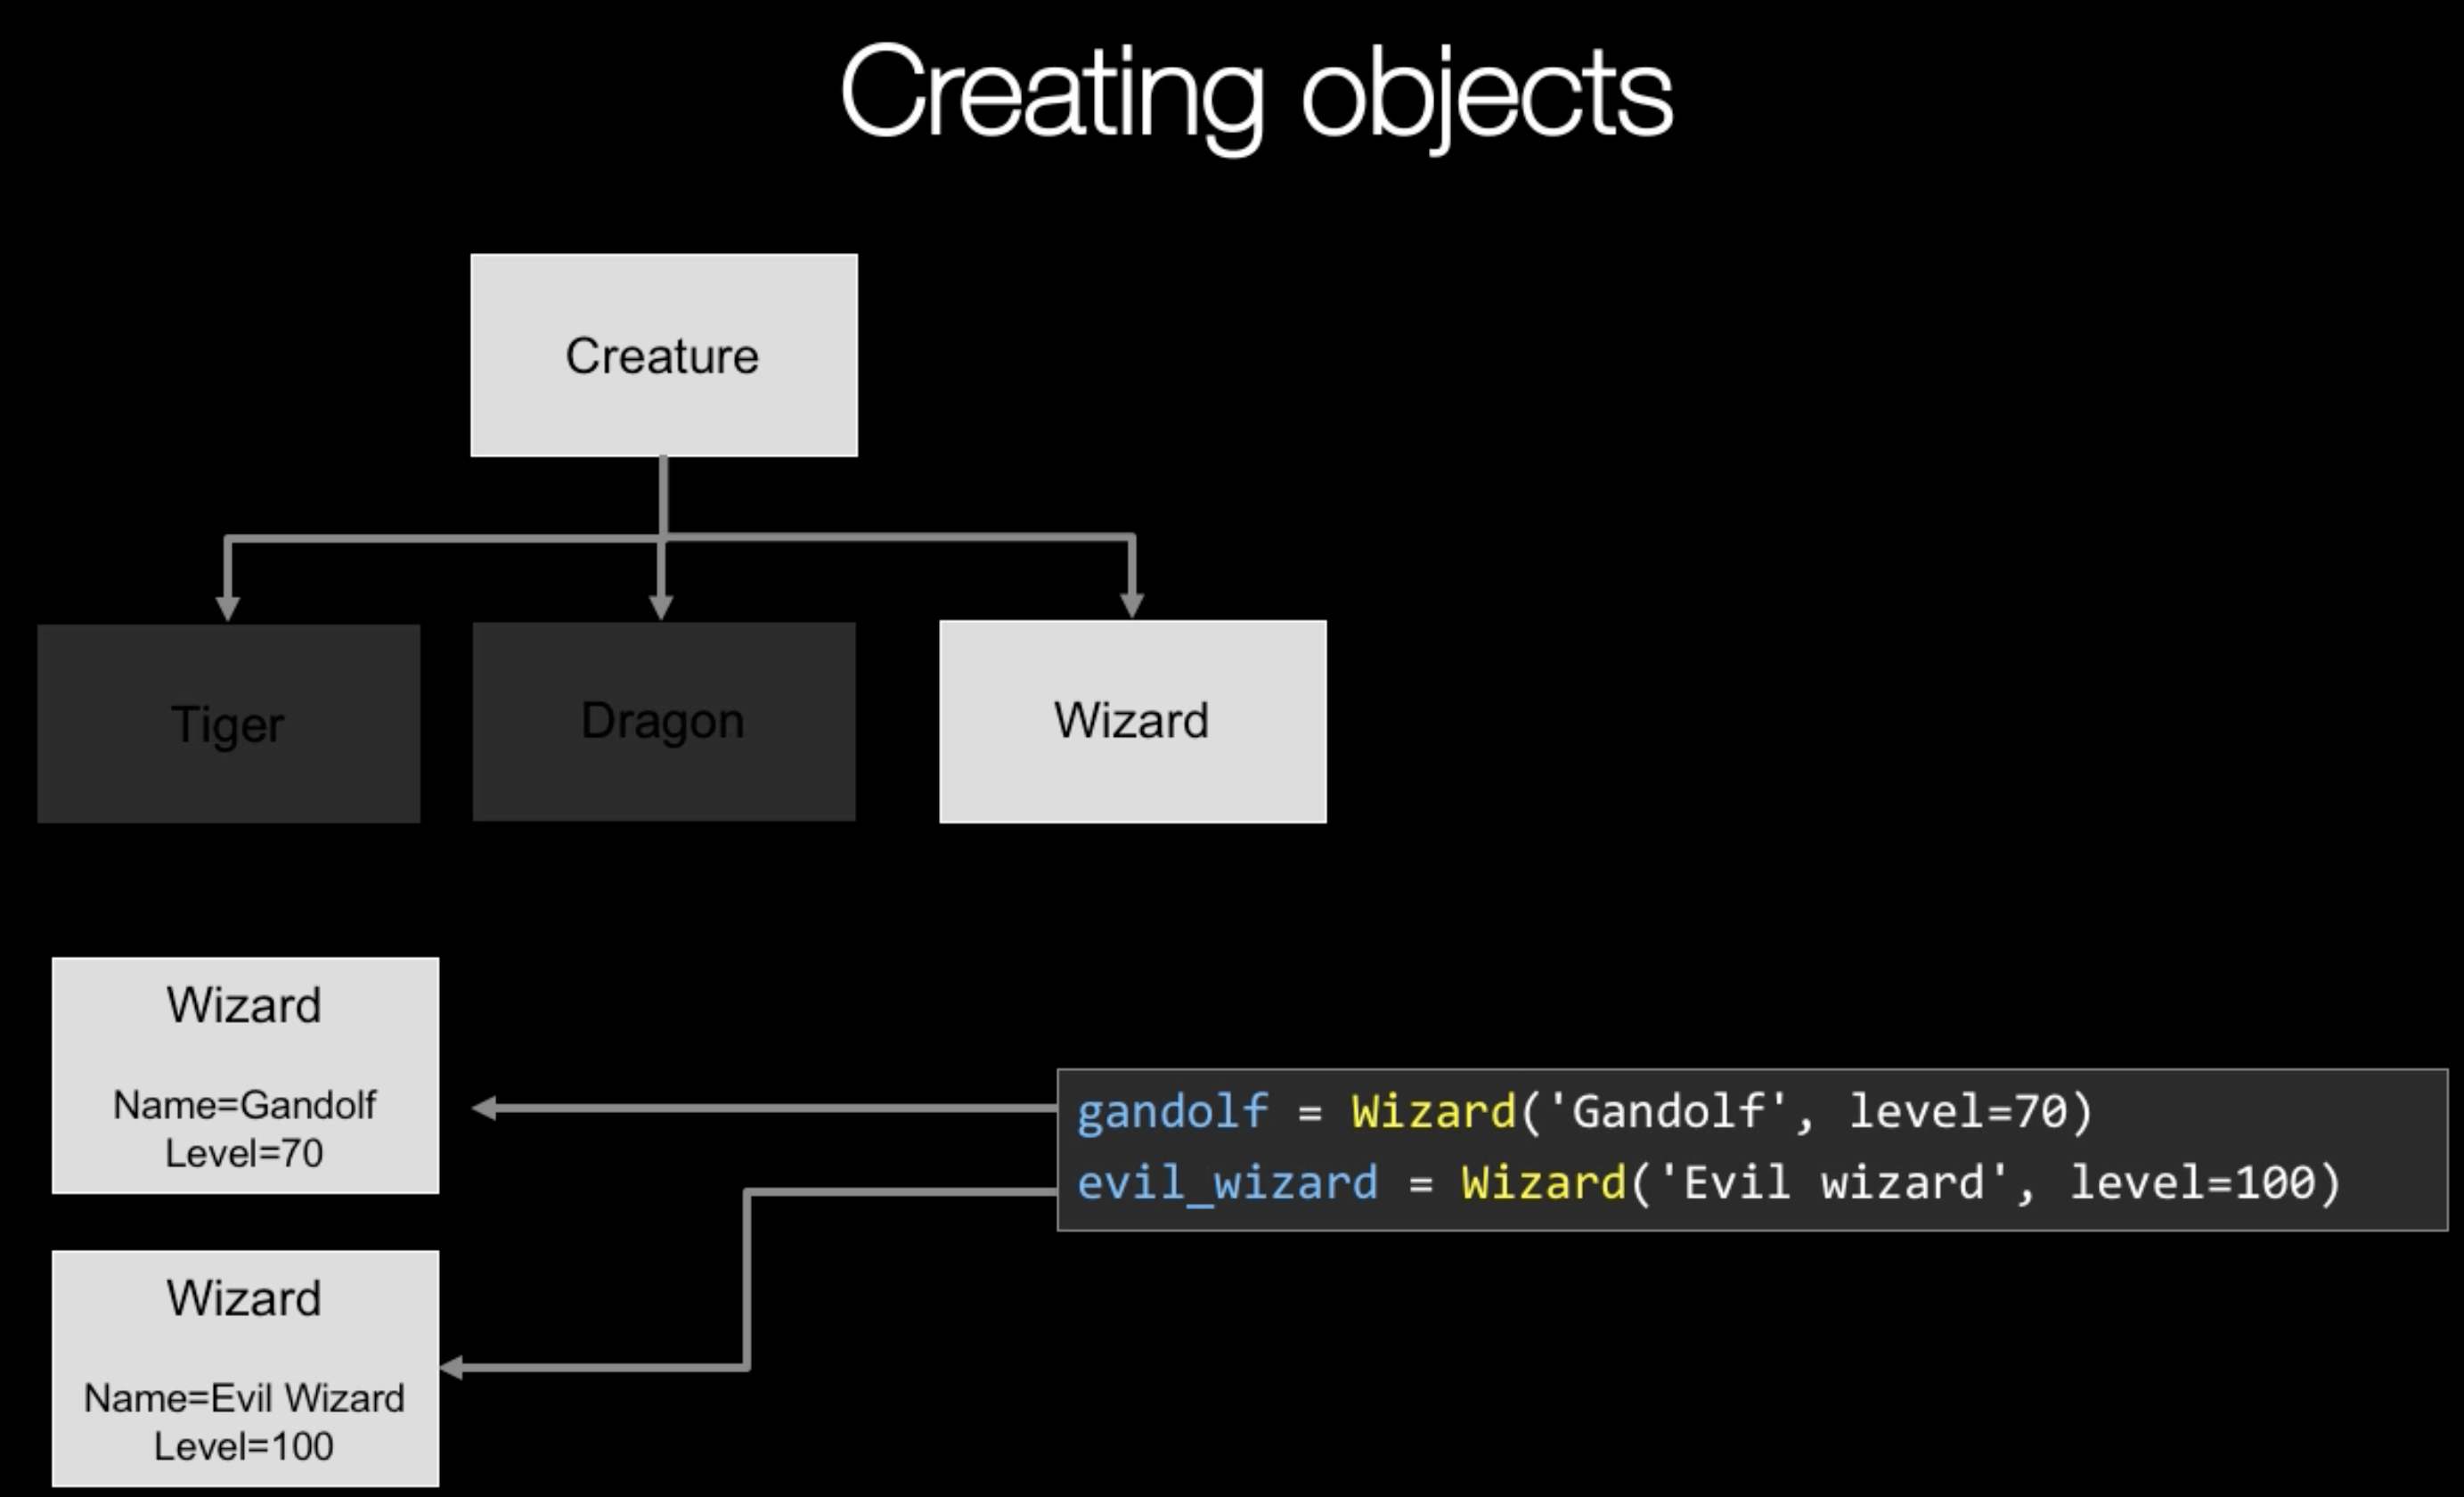 Creating objects
Creature
Tiger
Dragon
Wizard
Wizard
Name=Gandolf
Level=70
gandolf = Wizard('Gandolf', level=70)
evil_wizard = Wizard('Evil wizard', level=100)
Wizard
Name=Evil Wizard
Level=100